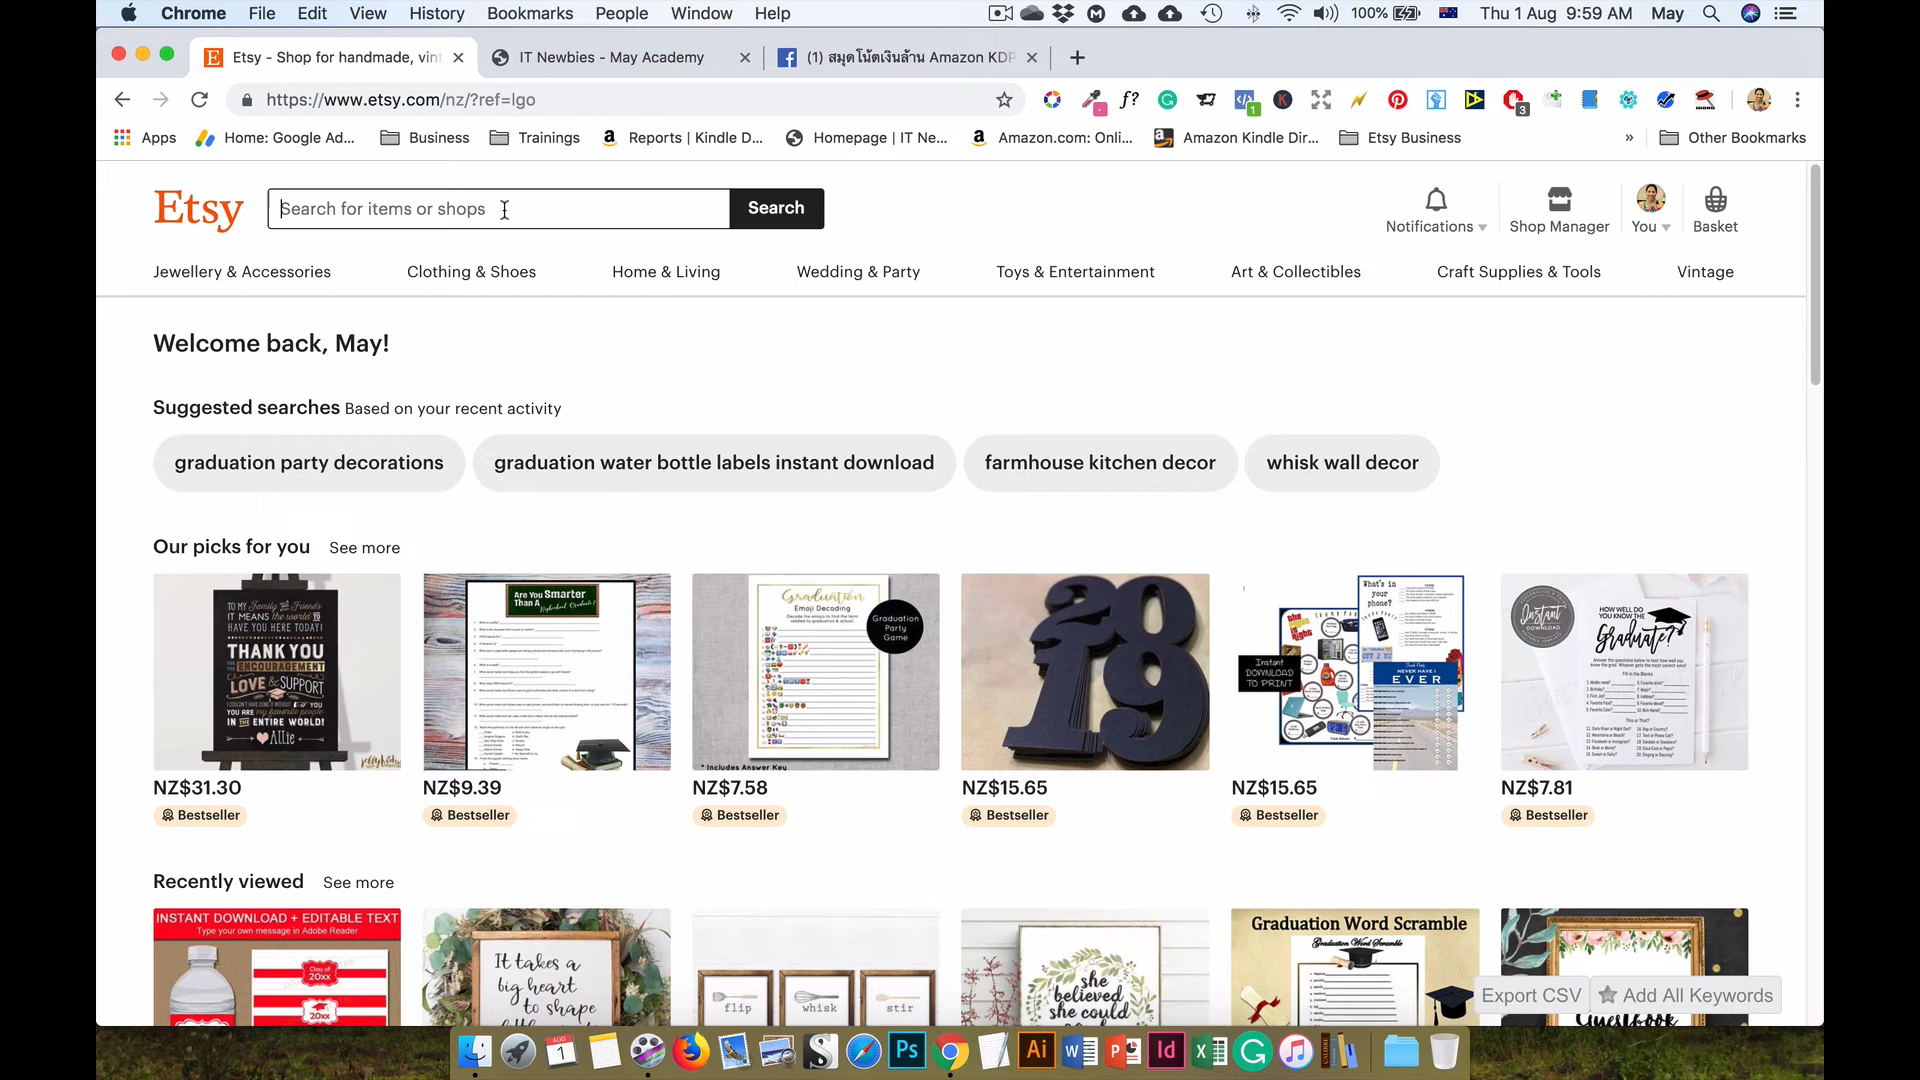 Chrome File Edit View History Bookmarks People Window Help 100% Thu 1 Aug 9:59 AM May
Etsy - Shop for handmade, vint
IT Newbies - May Academy
(1) สมุดโน้ตเงินล้าน Amazon KDP
https://www.etsy.com/nz/?ref=lgo
Apps Home: Google Ad... Business Trainings Reports | Kindle D... Homepage | IT Ne... Amazon.com: Onli... Amazon Kindle Dir... Etsy Business » Other Bookmarks
Etsy
Search for items or shops
Search
Notifications
Shop Manager
You
Basket
Jewellery & Accessories
Clothing & Shoes
Home & Living
Wedding & Party
Toys & Entertainment
Art & Collectibles
Craft Supplies & Tools
Vintage
Welcome back, May!
Suggested searches Based on your recent activity
graduation party decorations
graduation water bottle labels instant download
farmhouse kitchen decor
whisk wall decor
Our picks for you See more
TO MY Family and Friends
IT MEANS the world TO
HAVE YOU HERE TODAY!
THANK YOU
FOR THE ENCOURAGEMENT
LOVE & SUPPORT
YOU ARE my favorite people
IN THE ENTIRE WORLD!
Allie
Are You Smarter
Than A
Graduation
Emoji Decoding
Graduation
Party
Game
* Includes Answer Key
2019
What's in
your
phone?
Instant
DOWNLOAD
TO PRINT
NEVER HAVE I
EVER
Instant
DOWNLOAD
HOW WELL DO
YOU KNOW THE
Graduate?
NZ$31.30
NZ$9.39
NZ$7.58
NZ$15.65
NZ$15.65
NZ$7.81
Bestseller
Bestseller
Bestseller
Bestseller
Bestseller
Bestseller
Recently viewed See more
INSTANT DOWNLOAD + EDITABLE TEXT
Type your own message in Adobe Reader
Class of
20xx
It takes a
big heart
to shape
flip
whisk
stir
she
believed
she could
Graduation Word Scramble
Graduation Word Scramble
Guestbook
Export CSV
Add All Keywords
AUG
1
Ps
Ai
Id